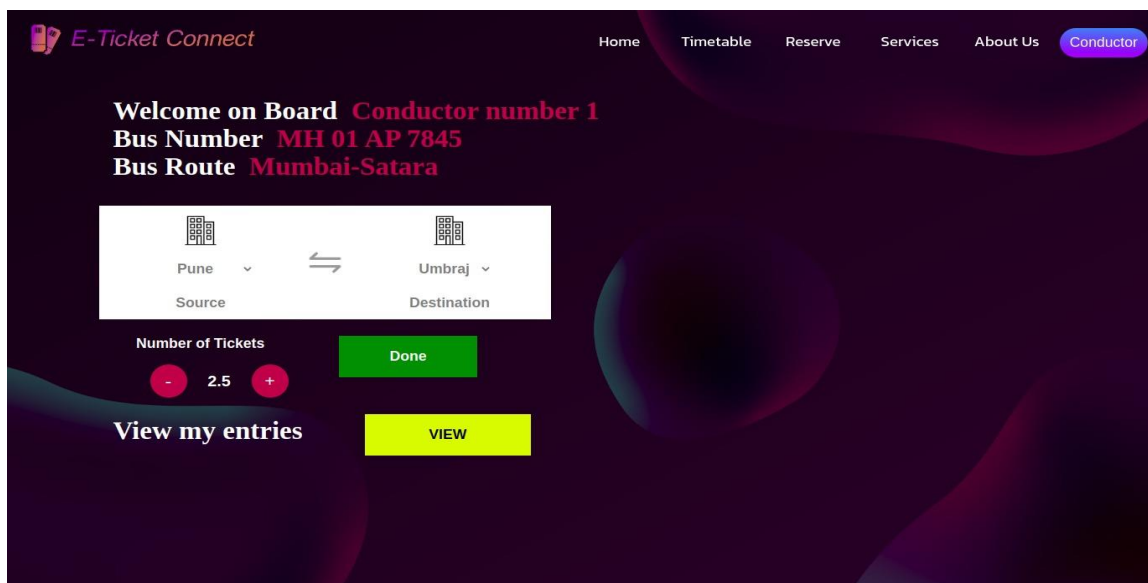 E-Ticket Connect
Home Timetable Reserve Services About Us Conductor
Welcome on Board Conductor number 1
Bus Number MH 01 AP 7845
Bus Route Mumbai-Satara
Pune Umbraj
Source Destination
Number of Tickets
Done
- 2.5 +
View my entries VIEW